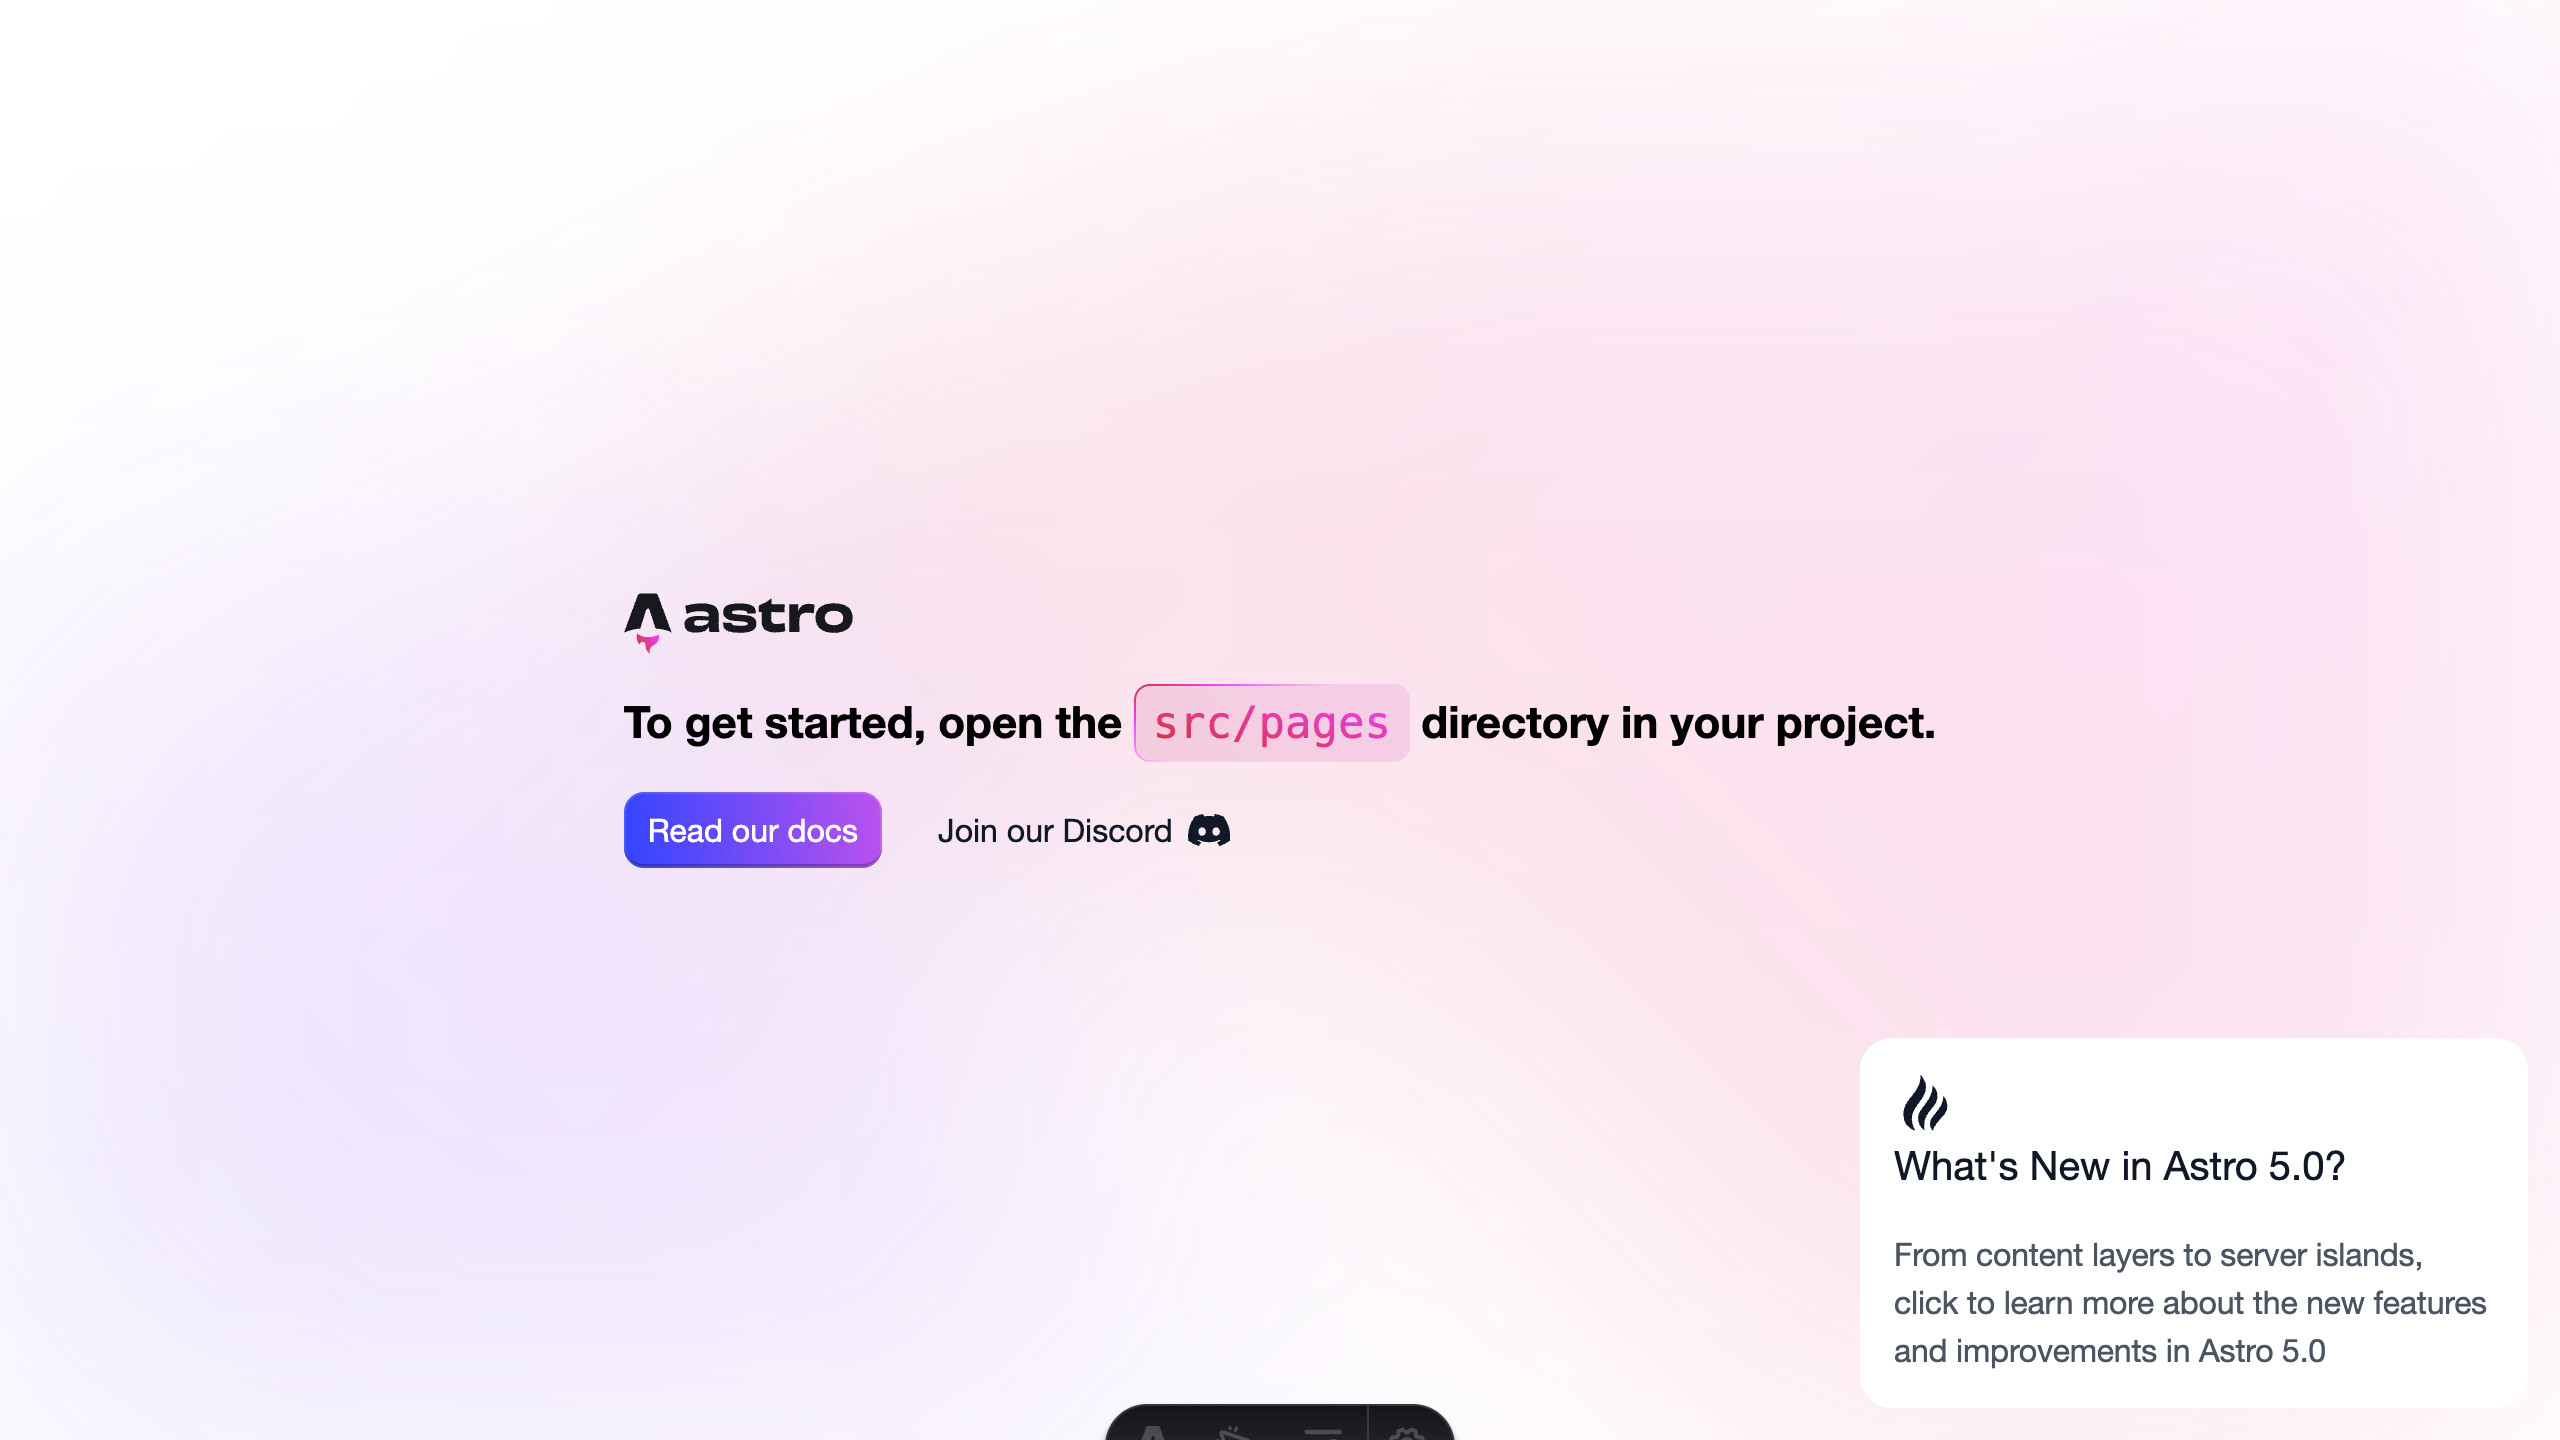 astro
To get started, open the src/pages directory in your project.
Read our docs
Join our Discord
What's New in Astro 5.0?
From content layers to server islands,
click to learn more about the new features
and improvements in Astro 5.0